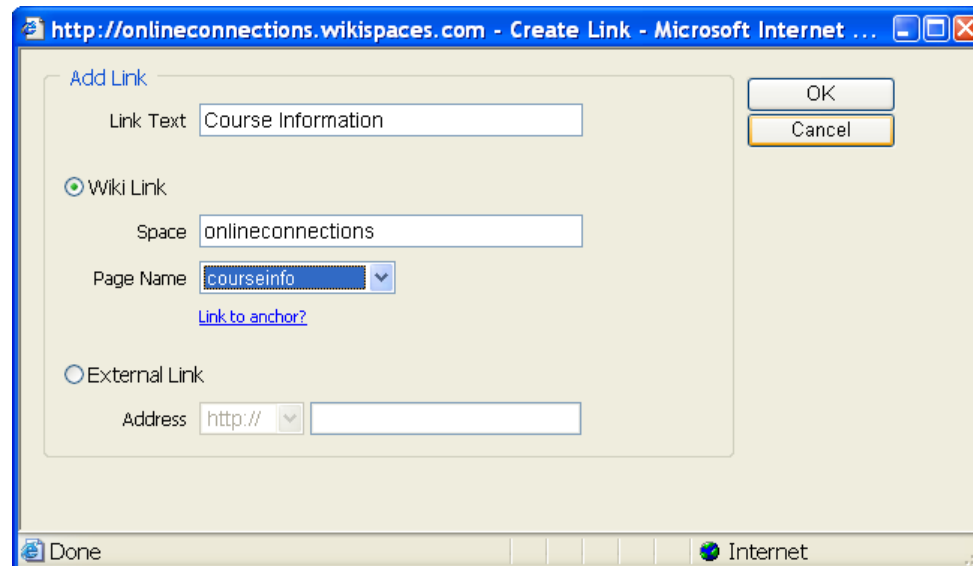 http://onlineconnections.wikispaces.com - Create Link - Microsoft Internet ...
Add Link
OK
Link Text Course Information
Cancel
Wiki Link
Space onlineconnections
Page Name courseinfo
Link to anchor?
External Link
Address http://
Done Internet